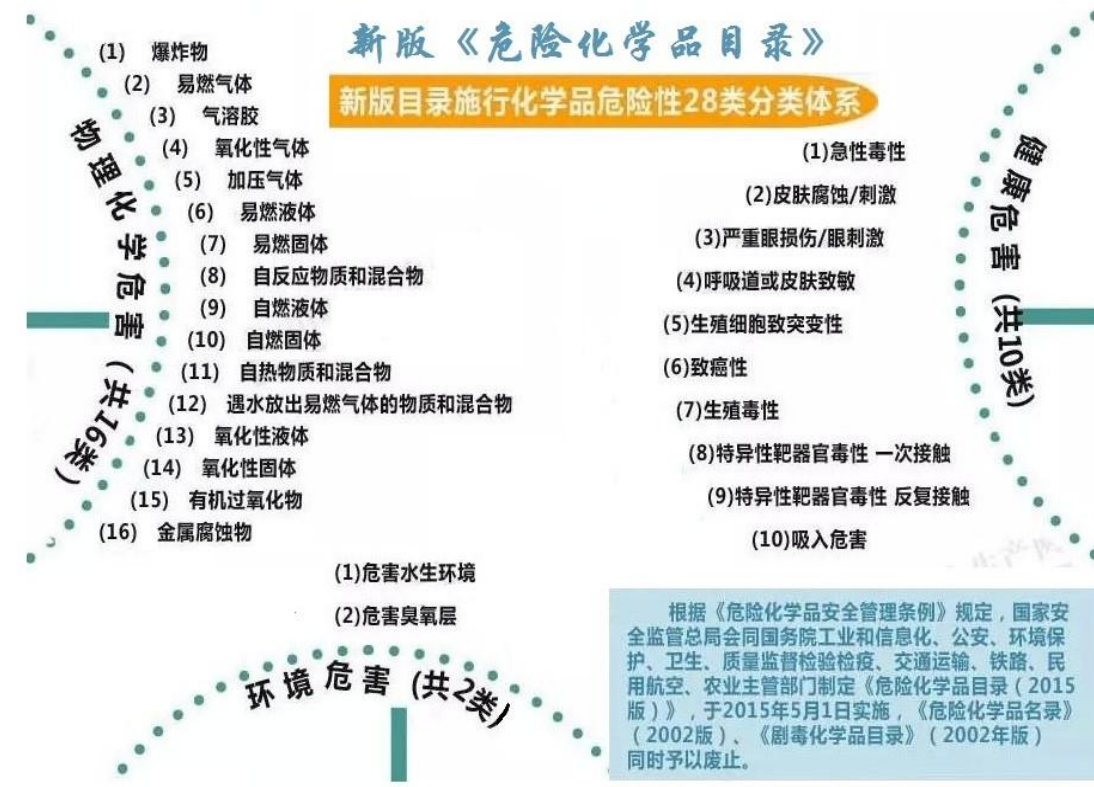 新版《危险化学品目录》
新版目录施行化学品危险性28类分类体系
物理化学危害(共16类)
(1) 爆炸物
(2) 易燃气体
(3) 气溶胶
(4) 氧化性气体
(5) 加压气体
(6) 易燃液体
(7) 易燃固体
(8) 自反应物质和混合物
(9) 自燃液体
(10) 自燃固体
(11) 自热物质和混合物
(12) 遇水放出易燃气体的物质和混合物
(13) 氧化性液体
(14) 氧化性固体
(15) 有机过氧化物
(16) 金属腐蚀物
健康危害(共10类)
(1)急性毒性
(2)皮肤腐蚀/刺激
(3)严重眼损伤/眼刺激
(4)呼吸道或皮肤致敏
(5)生殖细胞致突变性
(6)致癌性
(7)生殖毒性
(8)特异性靶器官毒性 一次接触
(9)特异性靶器官毒性 反复接触
(10)吸入危害
(1)危害水生环境
(2)危害臭氧层
环境危害(共2类)
根据《危险化学品安全管理条例》规定，国家安
全监管总局会同国务院工业和信息化、公安、环境保
护、卫生、质量监督检验检疫、交通运输、铁路、民
用航空、农业主管部门制定《危险化学品目录（2015
版）》，于2015年5月1日实施，《危险化学品名录》
（2002版）、《剧毒化学品目录》（2002年版）
同时予以废止。